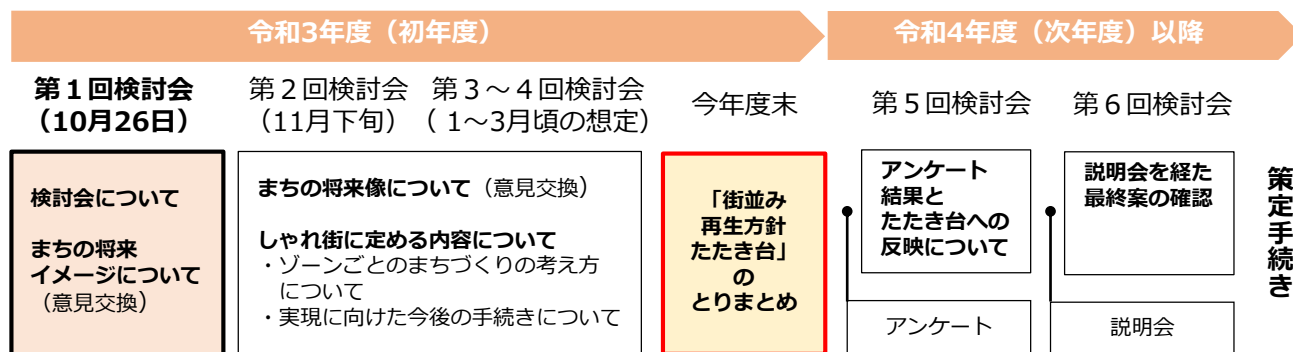 令和3年度（初年度）
令和4年度（次年度）以降
第１回検討会
（10月26日）
第２回検討会
（11月下旬）
第３～４回検討会
（ 1～3月頃の想定）
今年度末
第５回検討会
第６回検討会
検討会について
まちの将来
イメージについて
（意見交換）
まちの将来像について（意見交換）
しゃれ街に定める内容について
・ゾーンごとのまちづくりの考え方
について
・実現に向けた今後の手続きについて
「街並み
再生方針
たたき台」
の
とりまとめ
アンケート
結果と
たたき台への
反映について
アンケート
説明会を経た
最終案の確認
説明会
策定手続き